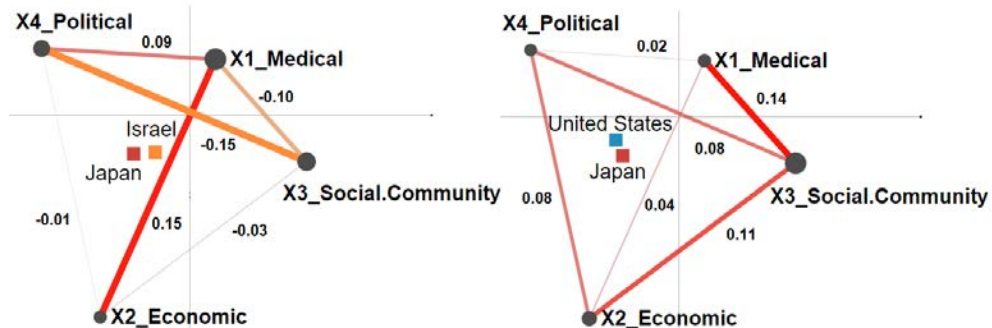 X4_Political
0.09
X1_Medical
-0.10
Israel
-0.15
Japan
X3_Social.Community
-0.01
0.15
-0.03
X2_Economic
X4_Political
0.02
X1_Medical
0.14
United States
0.08
Japan
X3_Social.Community
0.08
0.04
0.11
X2_Economic